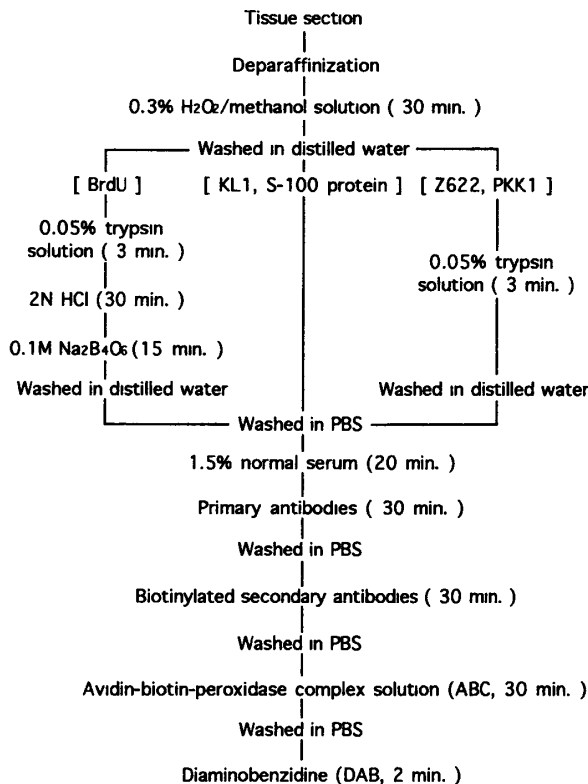 Tissue section
Deparaffinization
0.3% H₂O₂/methanol solution ( 30 min. )
Washed in distilled water
[ BrdU ]
[ KL1, S-100 protein ]
[ Z622, PKK1 ]
0.05% trypsin
solution ( 3 min. )
2N HCl (30 min. )
0.1M Na₂B₄O₆ (15 min. )
Washed in distilled water
0.05% trypsin
solution ( 3 min. )
Washed in distilled water
Washed in PBS
1.5% normal serum (20 min. )
Primary antibodies ( 30 min. )
Washed in PBS
Biotinylated secondary antibodies ( 30 min. )
Washed in PBS
Avidin-biotin-peroxidase complex solution (ABC, 30 min. )
Washed in PBS
Diaminobenzidine (DAB, 2 min. )